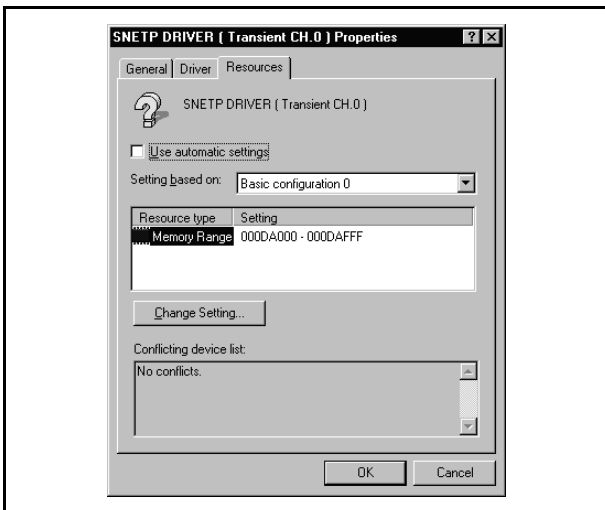 SNETP DRIVER ( Transient CH.0 ) Properties
General Driver Resources
SNETP DRIVER ( Transient CH.0 )
Use automatic settings
Setting based on: Basic configuration 0
Resource type Setting
Memory Range 000DA000 - 000DAFFF
Change Setting...
Conflicting device list:
No conflicts.
OK Cancel